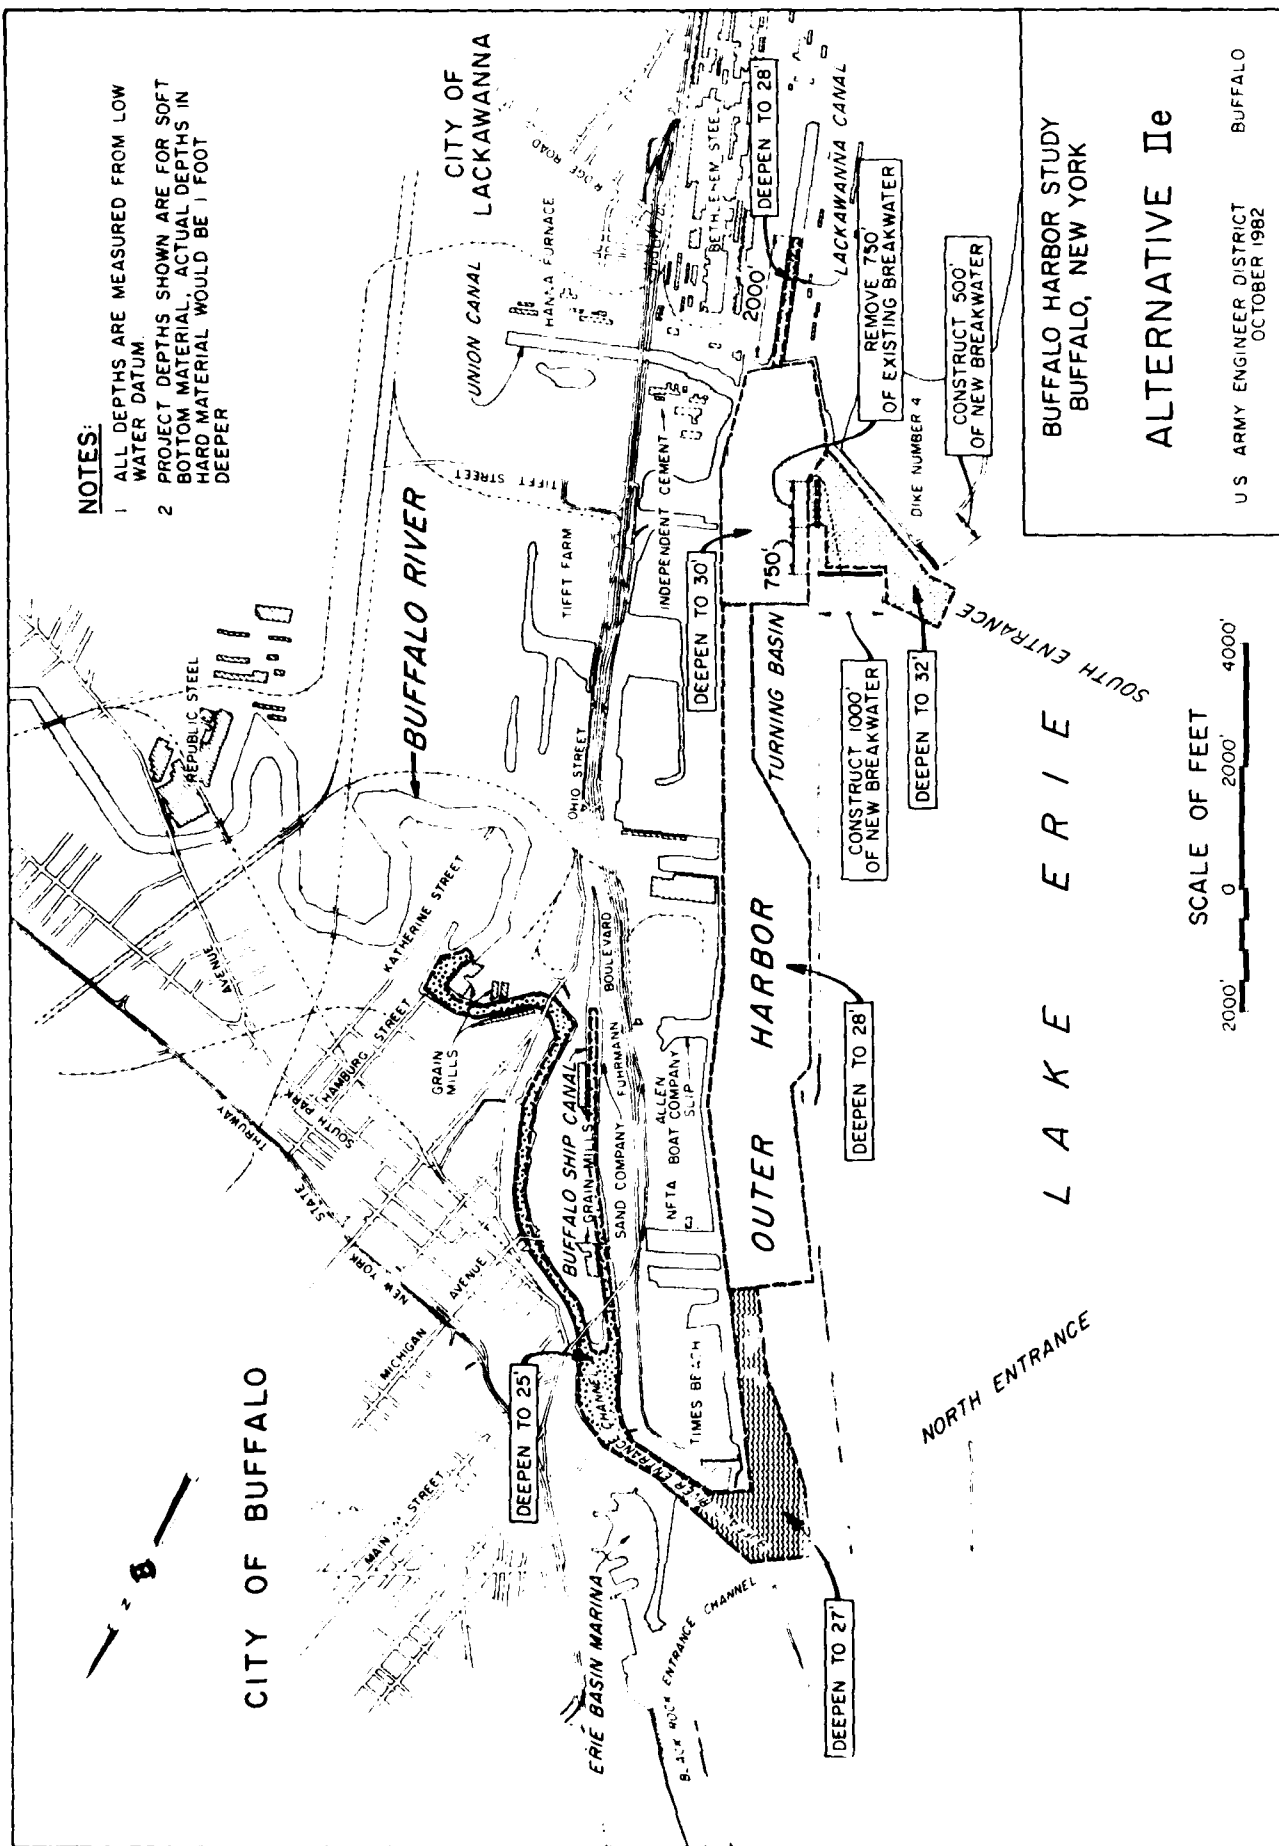 NOTES:
1 ALL DEPTHS ARE MEASURED FROM LOW
WATER DATUM.
2 PROJECT DEPTHS SHOWN ARE FOR SOFT
BOTTOM MATERIAL, ACTUAL DEPTHS IN
HARD MATERIAL WOULD BE 1 FOOT
DEEPER
CITY OF BUFFALO
N
CITY OF
LACKAWANNA
RIDGE ROAD
UNION CANAL
HANNA FURNACE
BETHLEHEM STEEL
BUFFALO RIVER
REPUBLIC STEEL
TIFFT STREET
TIFFT FARM
INDEPENDENT CEMENT
OHIO STREET
KATHERINE STREET
HAMBURG STREET
SOUTH PARK
AVENUE
NEW YORK
STATE
THRUWAY
MICHIGAN
AVENUE
MAIN STREET
GRAIN
MILLS
BUFFALO SHIP CANAL
GRAIN MILLS
SAND COMPANY
FUHRMANN
BOULEVARD
NFTA BOAT COMPANY
ALLEN
SLIP
TIMES BEACH
DEEPEN TO 25'
RIVER ENTRANCE
CHANNEL
ERIE BASIN MARINA
BLACK ROCK ENTRANCE CHANNEL
DEEPEN TO 27'
NORTH ENTRANCE
OUTER HARBOR
DEEPEN TO 28'
TURNING BASIN
DEEPEN TO 30'
750'
CONSTRUCT 1000'
OF NEW BREAKWATER
DEEPEN TO 32'
SOUTH ENTRANCE
2000'
DEEPEN TO 28'
LACKAWANNA CANAL
REMOVE 750'
OF EXISTING BREAKWATER
DIKE NUMBER 4
CONSTRUCT 500'
OF NEW BREAKWATER
LAKE ERIE
SCALE OF FEET
2000' 0 2000' 4000'
BUFFALO HARBOR STUDY
BUFFALO, NEW YORK
ALTERNATIVE IIe
US ARMY ENGINEER DISTRICT BUFFALO
OCTOBER 1982